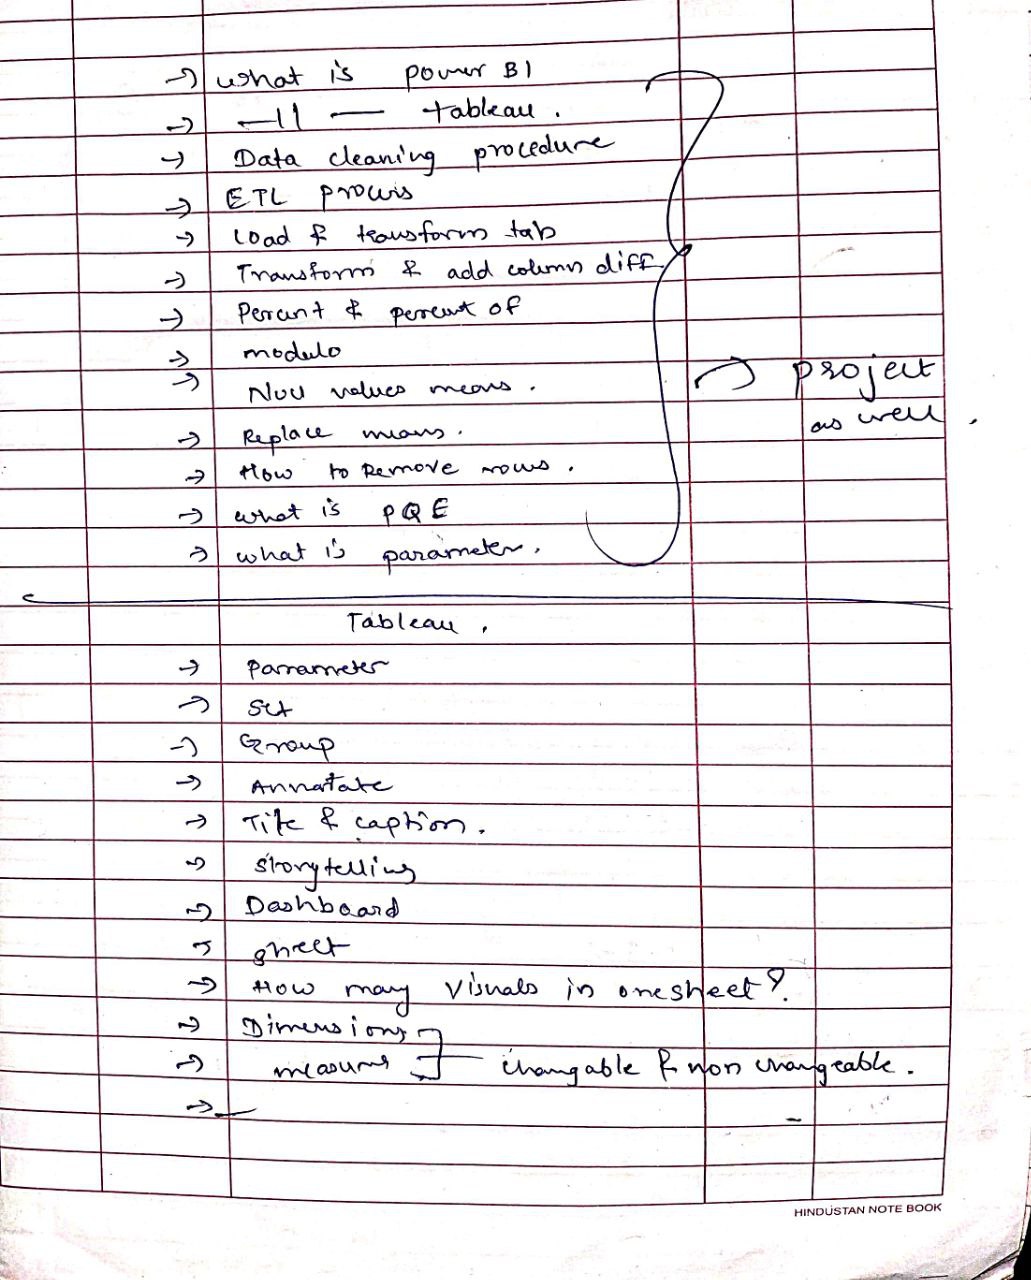 → what is power BI
→ —11— tableau.
→ Data cleaning procedure
→ ETL process
→ Load & transform tab
→ Transform & add column diff
→ Percent & percent of
→ modulo
→ Null values means.
→ Replace means.
→ How to Remove rows.
→ what is PQE
→ what is parameter.
→ project
as well.
Tableau.
→ Parrameter
→ Set
→ Group
→ Annotate
→ Title & caption.
→ Storytelling
→ Dashboard
→ sheet
→ How many Visuals in onesheet?
→ Dimensions
→ measures changable & non changeable.
→ —
HINDUSTAN NOTE BOOK